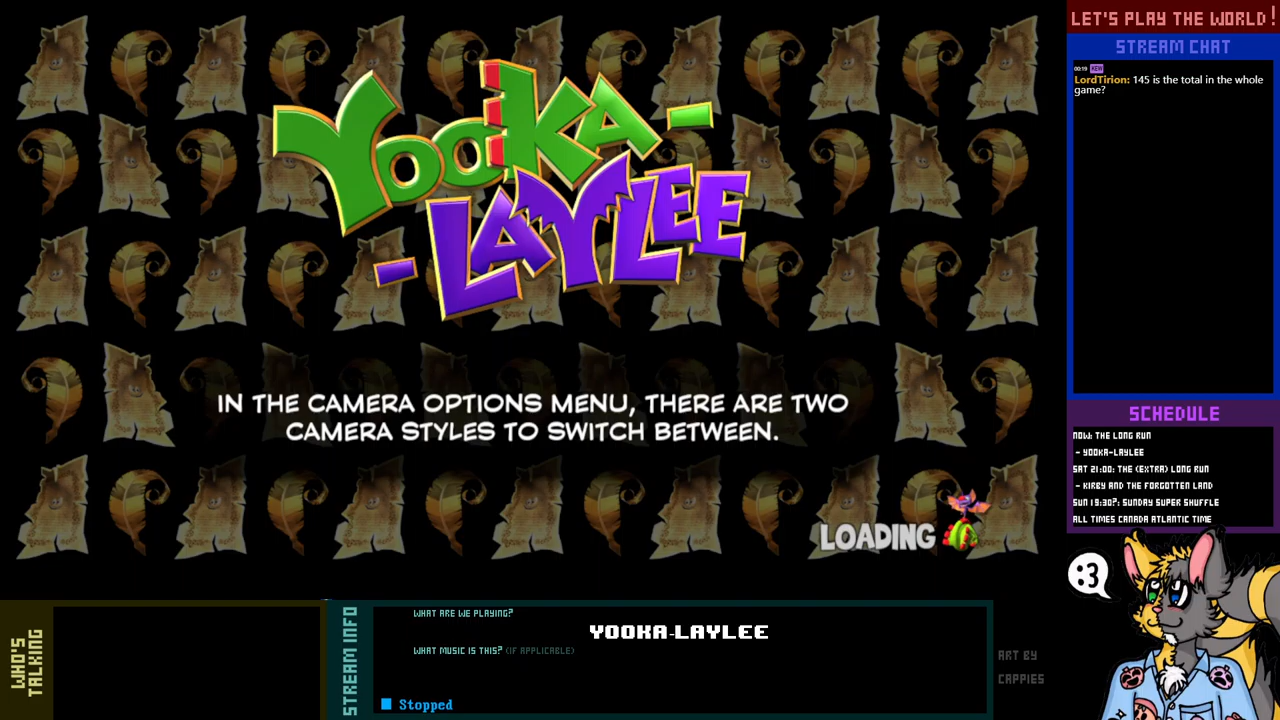 YOOKA-
-LAYLEE
IN THE CAMERA OPTIONS MENU, THERE ARE TWO
CAMERA STYLES TO SWITCH BETWEEN.
LOADING
LET'S PLAY THE WORLD!
STREAM CHAT
00:19 NEW
LordTirion: 145 is the total in the whole
game?
SCHEDULE
NOW: THE LONG RUN
- YOOKA-LAYLEE
SAT 21:00: THE (EXTRA) LONG RUN
- KIRBY AND THE FORGOTTEN LAND
SUN 19:30?: SUNDAY SUPER SHUFFLE
ALL TIMES CANADA ATLANTIC TIME
:3
WHO'S
TALKING
STREAM INFO
WHAT ARE WE PLAYING?
YOOKA-LAYLEE
WHAT MUSIC IS THIS? (IF APPLICABLE)
Stopped
ART BY
CAPPIES